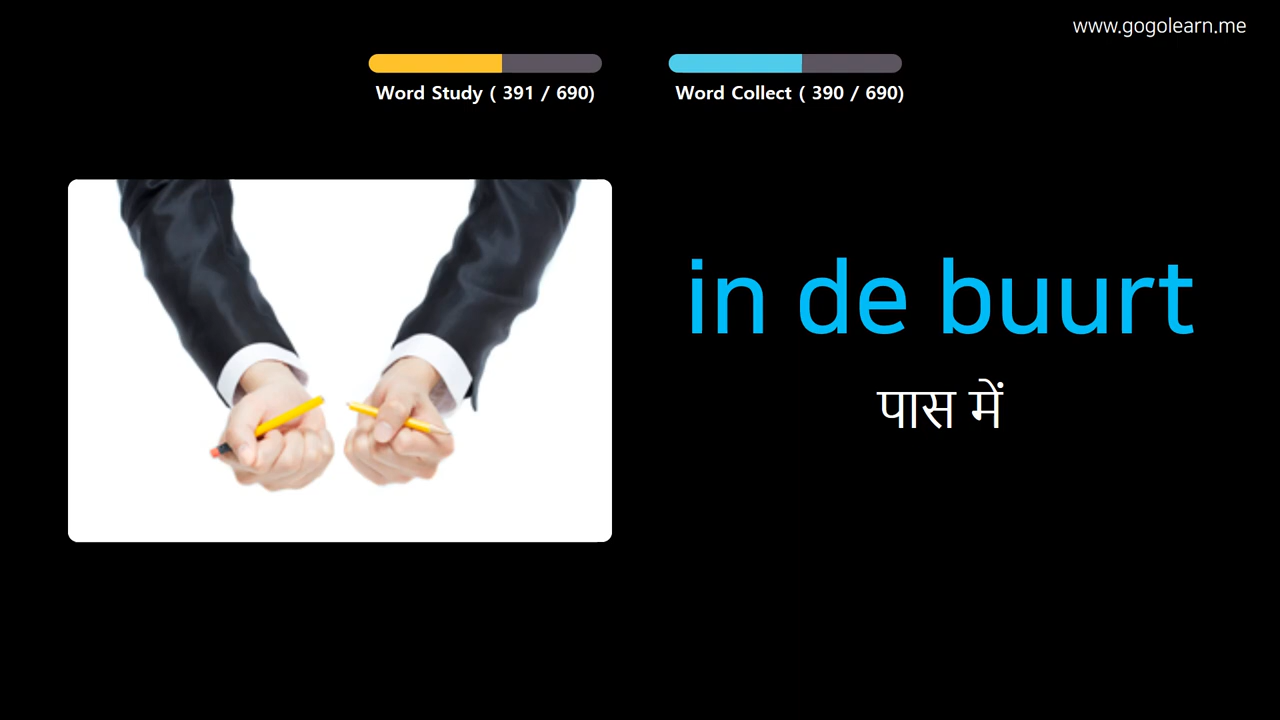 www.gogolearn.me
Word Study ( 391 / 690)
Word Collect ( 390 / 690)
in de buurt
पास में